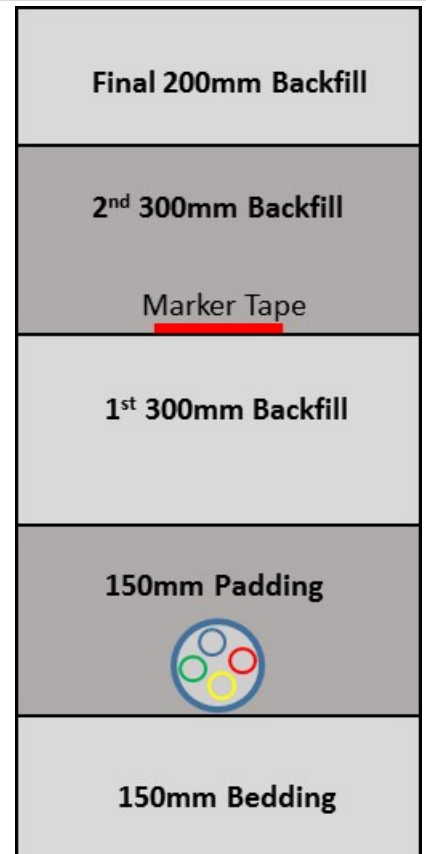 Final 200mm Backfill
2nd 300mm Backfill
Marker Tape
1st 300mm Backfill
150mm Padding
150mm Bedding